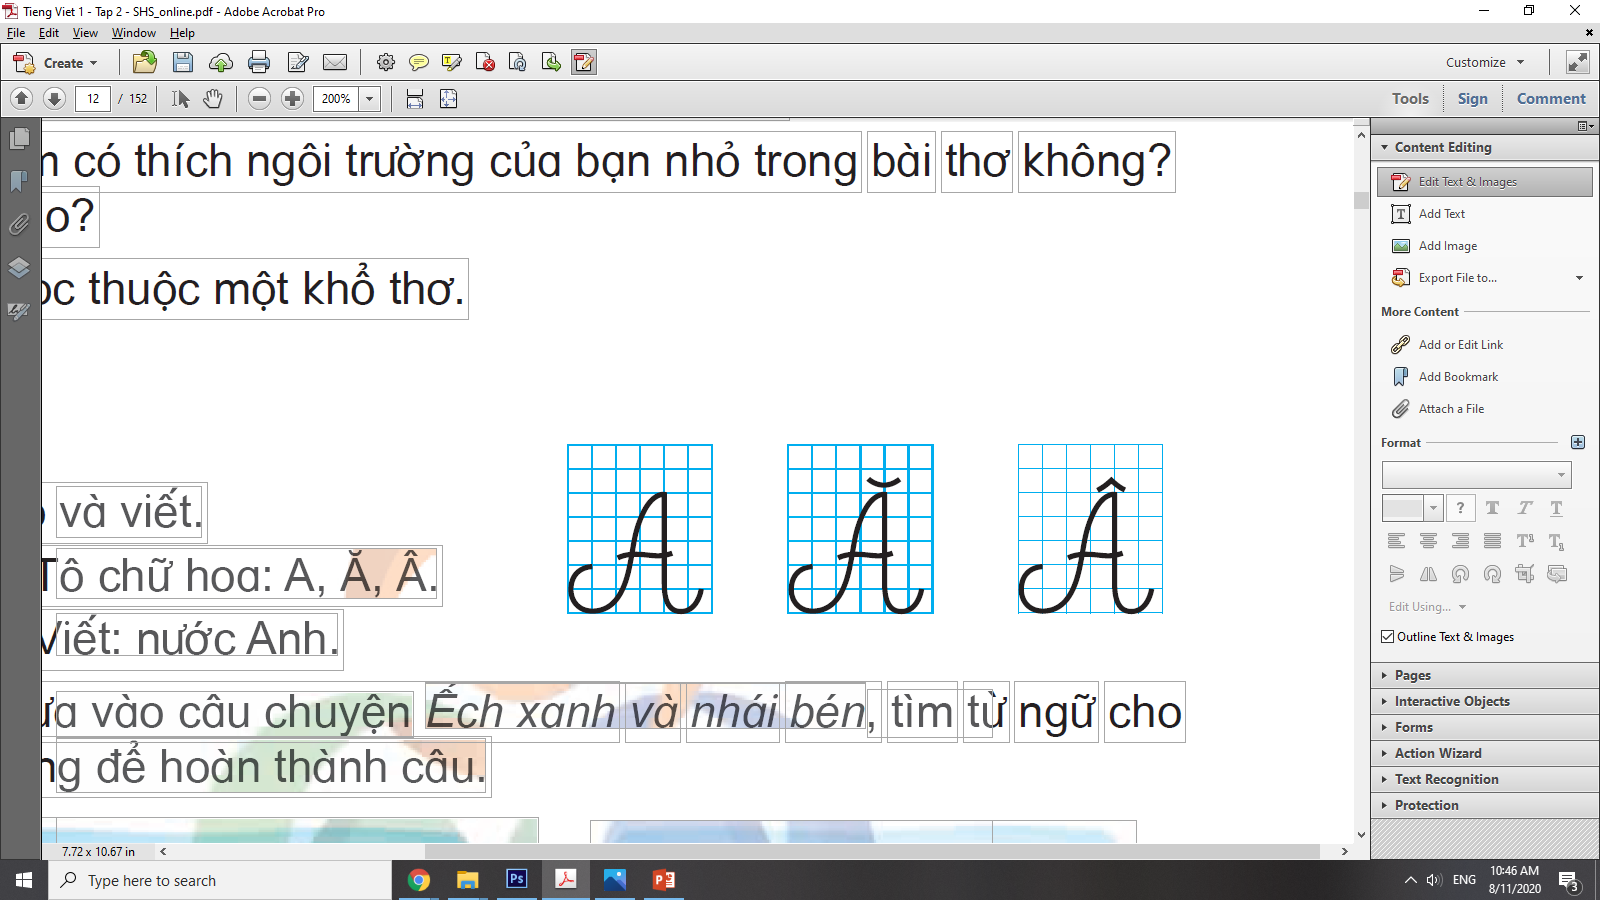 Tieng Viet 1 - Tap 2 - SHS_online.pdf - Adobe Acrobat Pro
File Edit View Window Help
Create
Customize
12 / 152 200%
Tools Sign Comment
có thích ngôi trường của bạn nhỏ trong bài thơ không?
o?
thuộc một khổ thơ.
A Ă Â
và viết.
Tô chữ hoa: A, Ă, Â.
Viết: nước Anh.
vào câu chuyện Ếch xanh và nhái bén, tìm từ ngữ cho
để hoàn thành câu.
7.72 x 10.67 in
Content Editing
Edit Text & Images
Add Text
Add Image
Export File to...
More Content
Add or Edit Link
Add Bookmark
Attach a File
Format
Edit Using...
Outline Text & Images
Pages
Interactive Objects
Forms
Action Wizard
Text Recognition
Protection
Type here to search
Ps
ENG
10:46 AM
8/11/2020
3